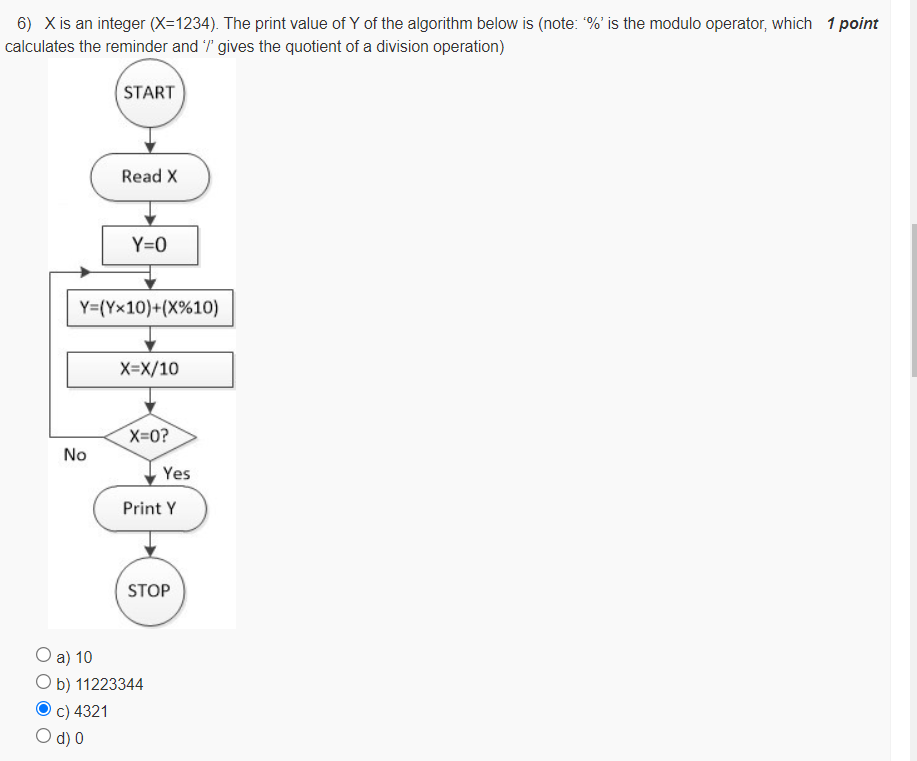 6) X is an integer (X=1234). The print value of Y of the algorithm below is (note: ‘%’ is the modulo operator, which 1 point
calculates the reminder and ‘/’ gives the quotient of a division operation)
START
Read X
Y=0
Y=(Y×10)+(X%10)
X=X/10
X=0?
No
Yes
Print Y
STOP
a) 10
b) 11223344
c) 4321
d) 0